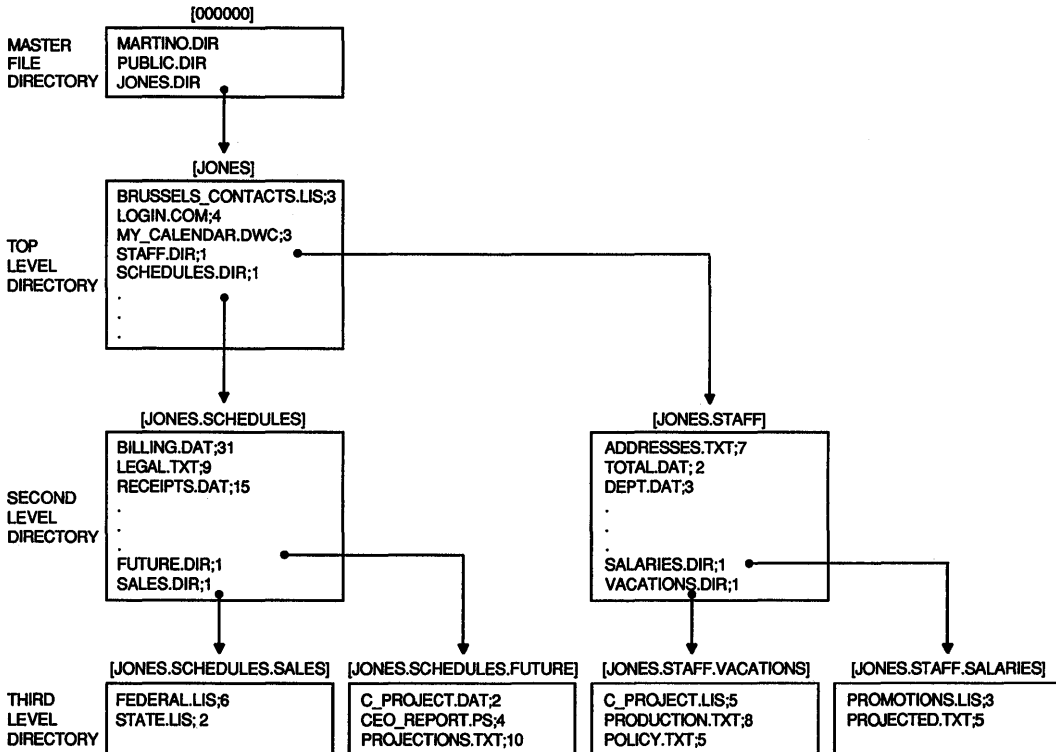 [000000]
MASTER
FILE
DIRECTORY
MARTINO.DIR
PUBLIC.DIR
JONES.DIR
[JONES]
TOP
LEVEL
DIRECTORY
BRUSSELS_CONTACTS.LIS;3
LOGIN.COM;4
MY_CALENDAR.DWC;3
STAFF.DIR;1
SCHEDULES.DIR;1
.
.
.
[JONES.SCHEDULES]
SECOND
LEVEL
DIRECTORY
BILLING.DAT;31
LEGAL.TXT;9
RECEIPTS.DAT;15
.
.
.
FUTURE.DIR;1
SALES.DIR;1
[JONES.STAFF]
ADDRESSES.TXT;7
TOTAL.DAT; 2
DEPT.DAT;3
.
.
.
SALARIES.DIR;1
VACATIONS.DIR;1
THIRD
LEVEL
DIRECTORY
[JONES.SCHEDULES.SALES]
FEDERAL.LIS;6
STATE.LIS; 2
[JONES.SCHEDULES.FUTURE]
C_PROJECT.DAT;2
CEO_REPORT.PS;4
PROJECTIONS.TXT;10
[JONES.STAFF.VACATIONS]
C_PROJECT.LIS;5
PRODUCTION.TXT;8
POLICY.TXT;5
[JONES.STAFF.SALARIES]
PROMOTIONS.LIS;3
PROJECTED.TXT;5